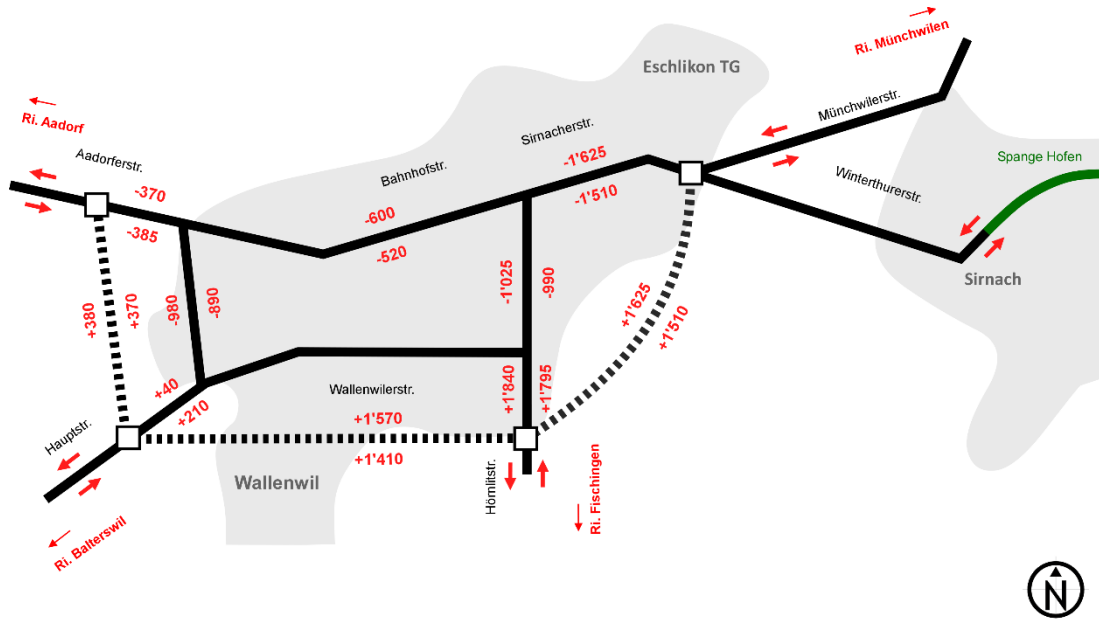 Ri. Münchwilen
Eschlikon TG
Münchwilerstr.
Ri. Aadorf
Aadorferstr.
Sirnacherstr.
Bahnhofstr.
Winterthurerstr.
Spange Hofen
-1'625
-1'510
-370
-385
-600
-520
Sirnach
-980
-890
-1'025
-990
+380
+370
+1'625
+1'510
+40
+210
Wallenwilerstr.
+1'840
+1'795
Hauptstr.
+1'570
+1'410
Wallenwil
Hörnlitstr.
Ri. Fischingen
Ri. Balterswil
N